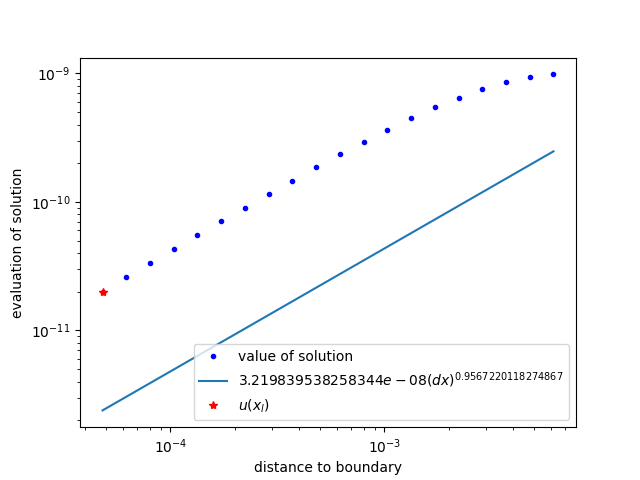 10⁻⁹
10⁻¹⁰
10⁻¹¹
evaluation of solution
value of solution
3.219839538258344e − 08(dx)^0.9567220118274867
u(x_l)
10⁻⁴
10⁻³
distance to boundary